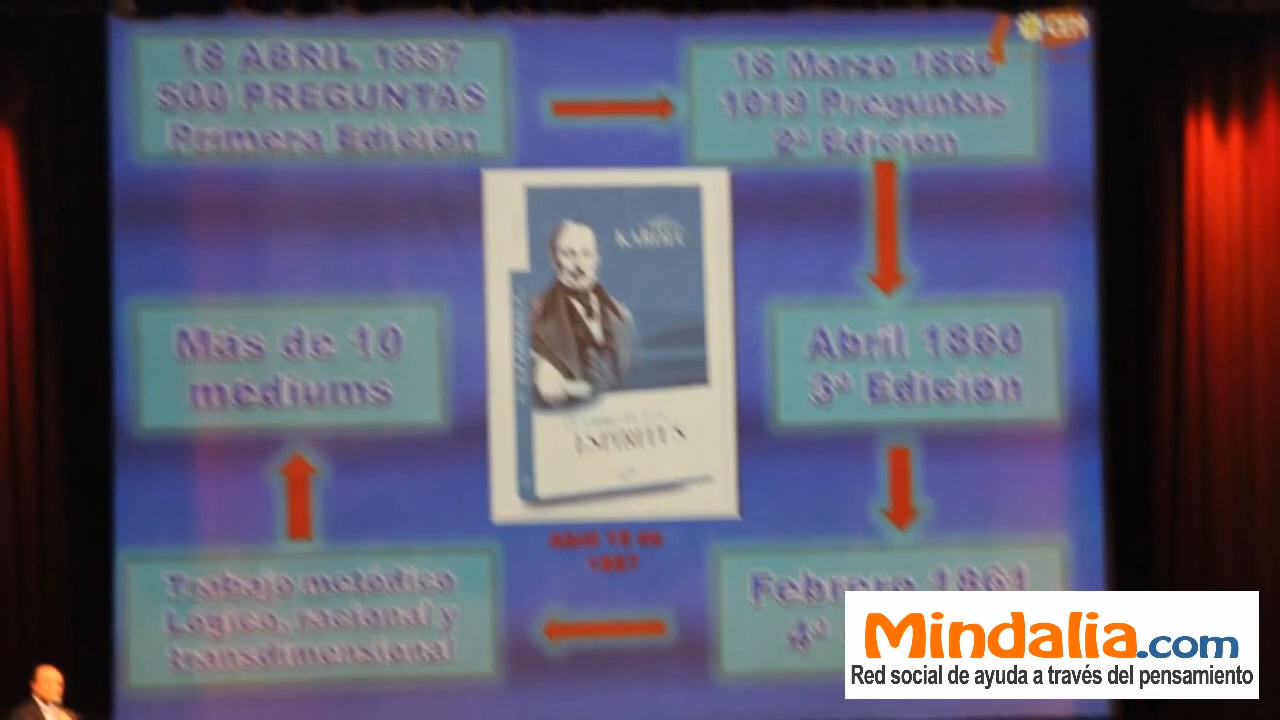 18 ABRIL 1857
500 PREGUNTAS
Primera Edición
18 Marzo 1860
1019 Preguntas
2ª Edición
CEN
KARDEC
ESPÍRITUS
Más de 10
médiums
Abril 1860
3ª Edición
Abril 18 de
1857
Trabajo metódico
Lógico, racional y
transdimensional
Febrero 1861
4ª
Mindalia.com
Red social de ayuda a través del pensamiento